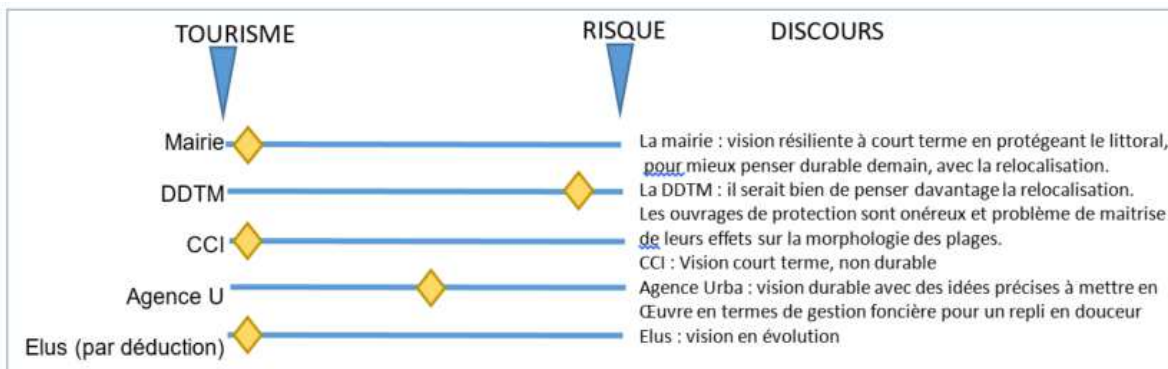 TOURISME RISQUE DISCOURS
Mairie
DDTM
CCI
Agence U
Elus (par déduction)
La mairie : vision résiliente à court terme en protégeant le littoral,
pour mieux penser durable demain, avec la relocalisation.
La DDTM : il serait bien de penser davantage la relocalisation.
Les ouvrages de protection sont onéreux et problème de maitrise
de leurs effets sur la morphologie des plages.
CCI : Vision court terme, non durable
Agence Urba : vision durable avec des idées précises à mettre en
Œuvre en termes de gestion foncière pour un repli en douceur
Elus : vision en évolution